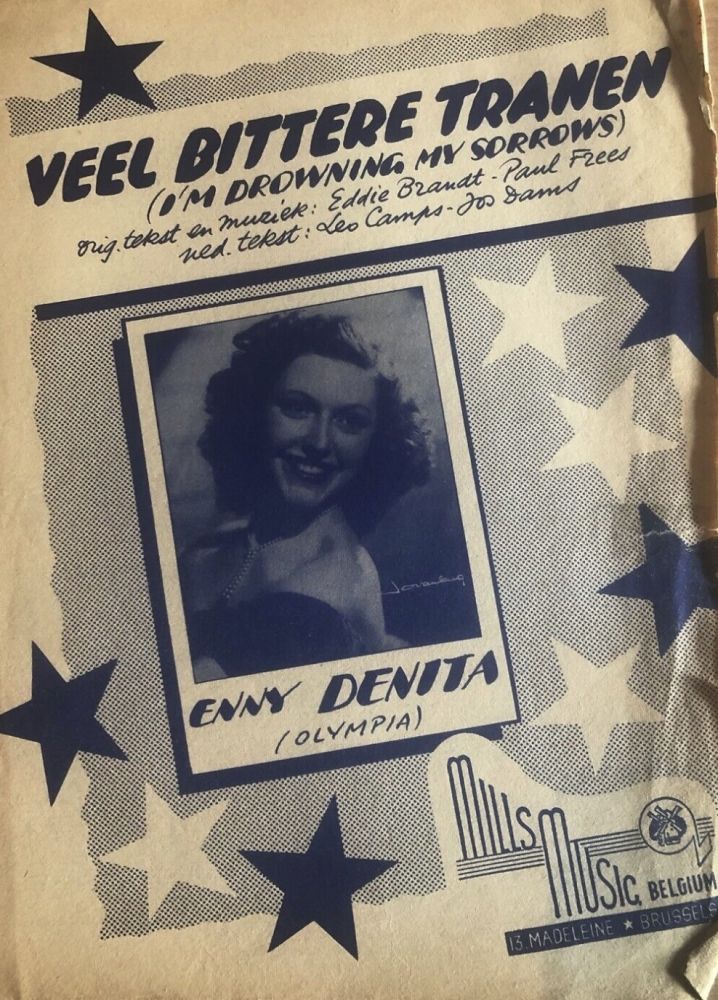 VEEL BITTERE TRANEN
(I'M DROWNING MY SORROWS)
orig. tekst en muziek: Eddie Brandt - Paul Frees
ned. tekst: Leo Camps - Jos Dams
ENNY DENITA
(OLYMPIA)
MILLS
MUSIC, BELGIUM
13, MADELEINE ★ BRUSSELS